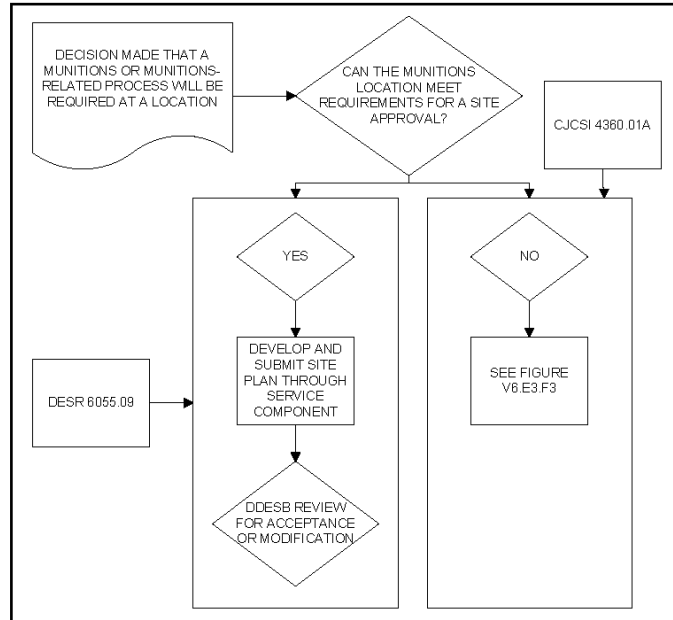 DECISION MADE THAT A
MUNITIONS OR MUNITIONS-
RELATED PROCESS WILL BE
REQUIRED AT A LOCATION
CAN THE MUNITIONS
LOCATION MEET
REQUIREMENTS FOR A SITE
APPROVAL?
CJCSI 4360.01A
YES
NO
DEVELOP AND
SUBMIT SITE
PLAN THROUGH
SERVICE
COMPONENT
SEE FIGURE
V6.E3.F3
DESR 6055.09
DDESB REVIEW
FOR ACCEPTANCE
OR MODIFICATION